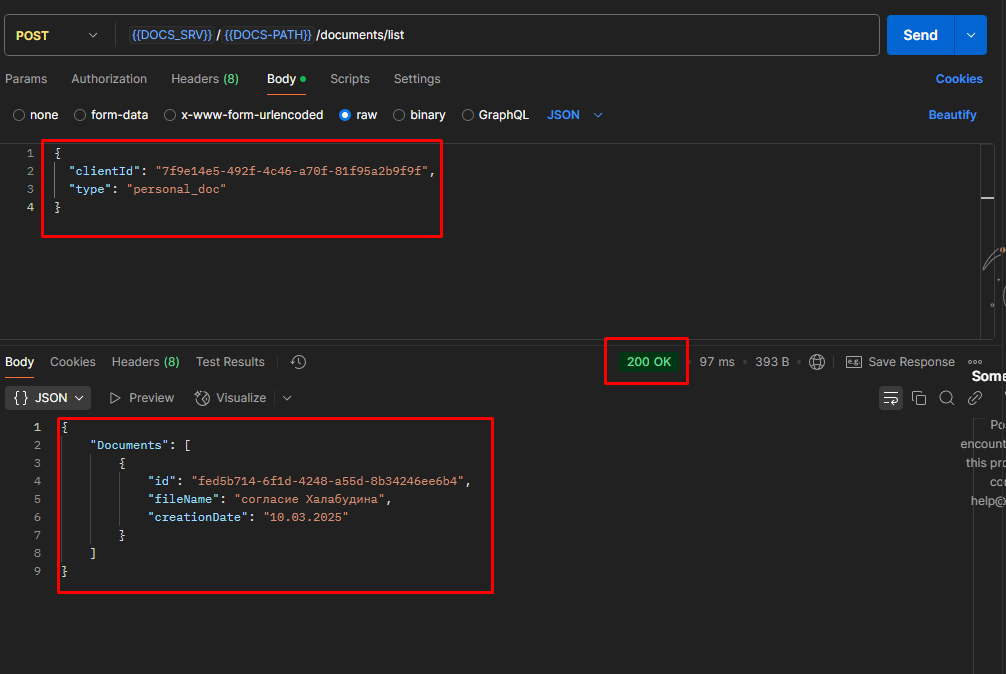 POST {{DOCS_SRV}} / {{DOCS-PATH}} /documents/list Send
Params Authorization Headers (8) Body Scripts Settings Cookies
none form-data x-www-form-urlencoded raw binary GraphQL JSON Beautify
1 {
2 "clientId": "7f9e14e5-492f-4c46-a70f-81f95a2b9f9f",
3 "type": "personal_doc"
4 }
Body Cookies Headers (8) Test Results 200 OK 97 ms 393 B e.g. Save Response
Some
{} JSON Preview Visualize
1 {
2 "Documents": [
3 {
4 "id": "fed5b714-6f1d-4248-a55d-8b34246ee6b4",
5 "fileName": "согласие Халабудина",
6 "creationDate": "10.03.2025"
7 }
8 ]
9 }
Po
encount
this pro
help@